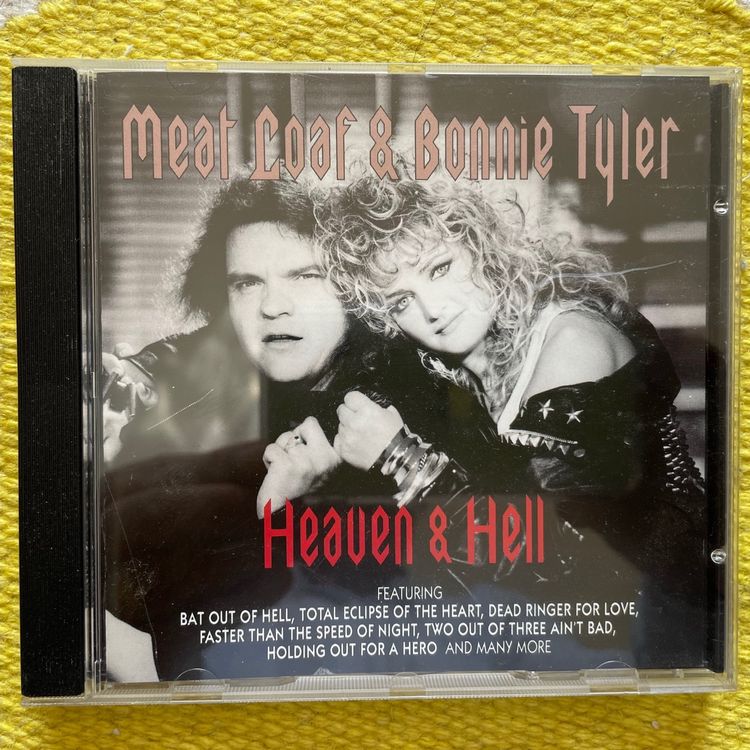 Meat Loaf & Bonnie Tyler
Heaven & Hell
FEATURING
BAT OUT OF HELL, TOTAL ECLIPSE OF THE HEART, DEAD RINGER FOR LOVE,
FASTER THAN THE SPEED OF NIGHT, TWO OUT OF THREE AIN'T BAD,
HOLDING OUT FOR A HERO AND MANY MORE